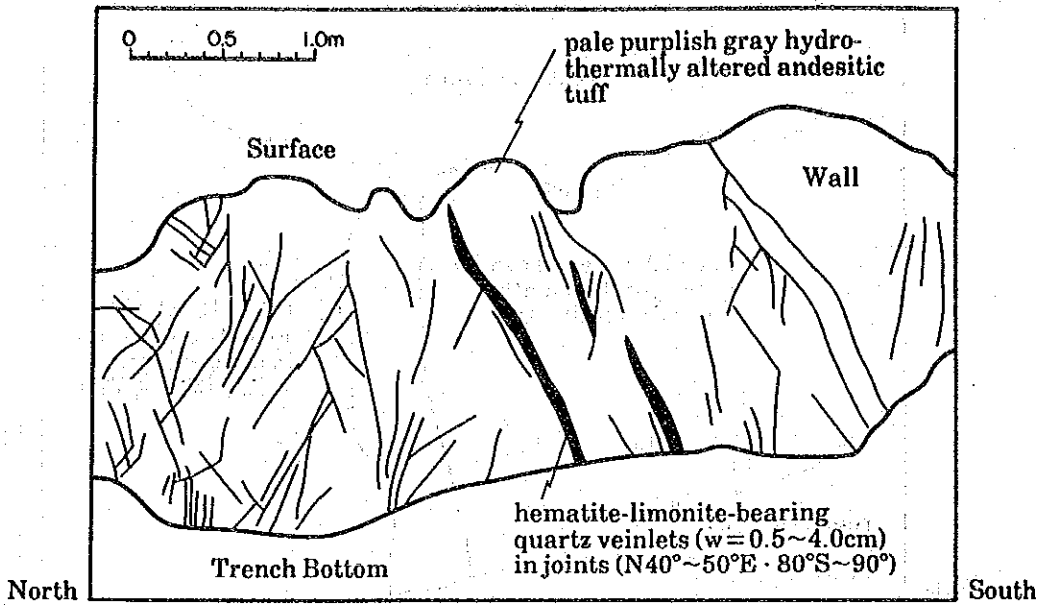 0 0.5 1.0m
pale purplish gray hydro-
thermally altered andesitic
tuff
Surface
Wall
hematite-limonite-bearing
quartz veinlets (w=0.5~4.0cm)
in joints (N40°~50°E·80°S~90°)
Trench Bottom
North
South